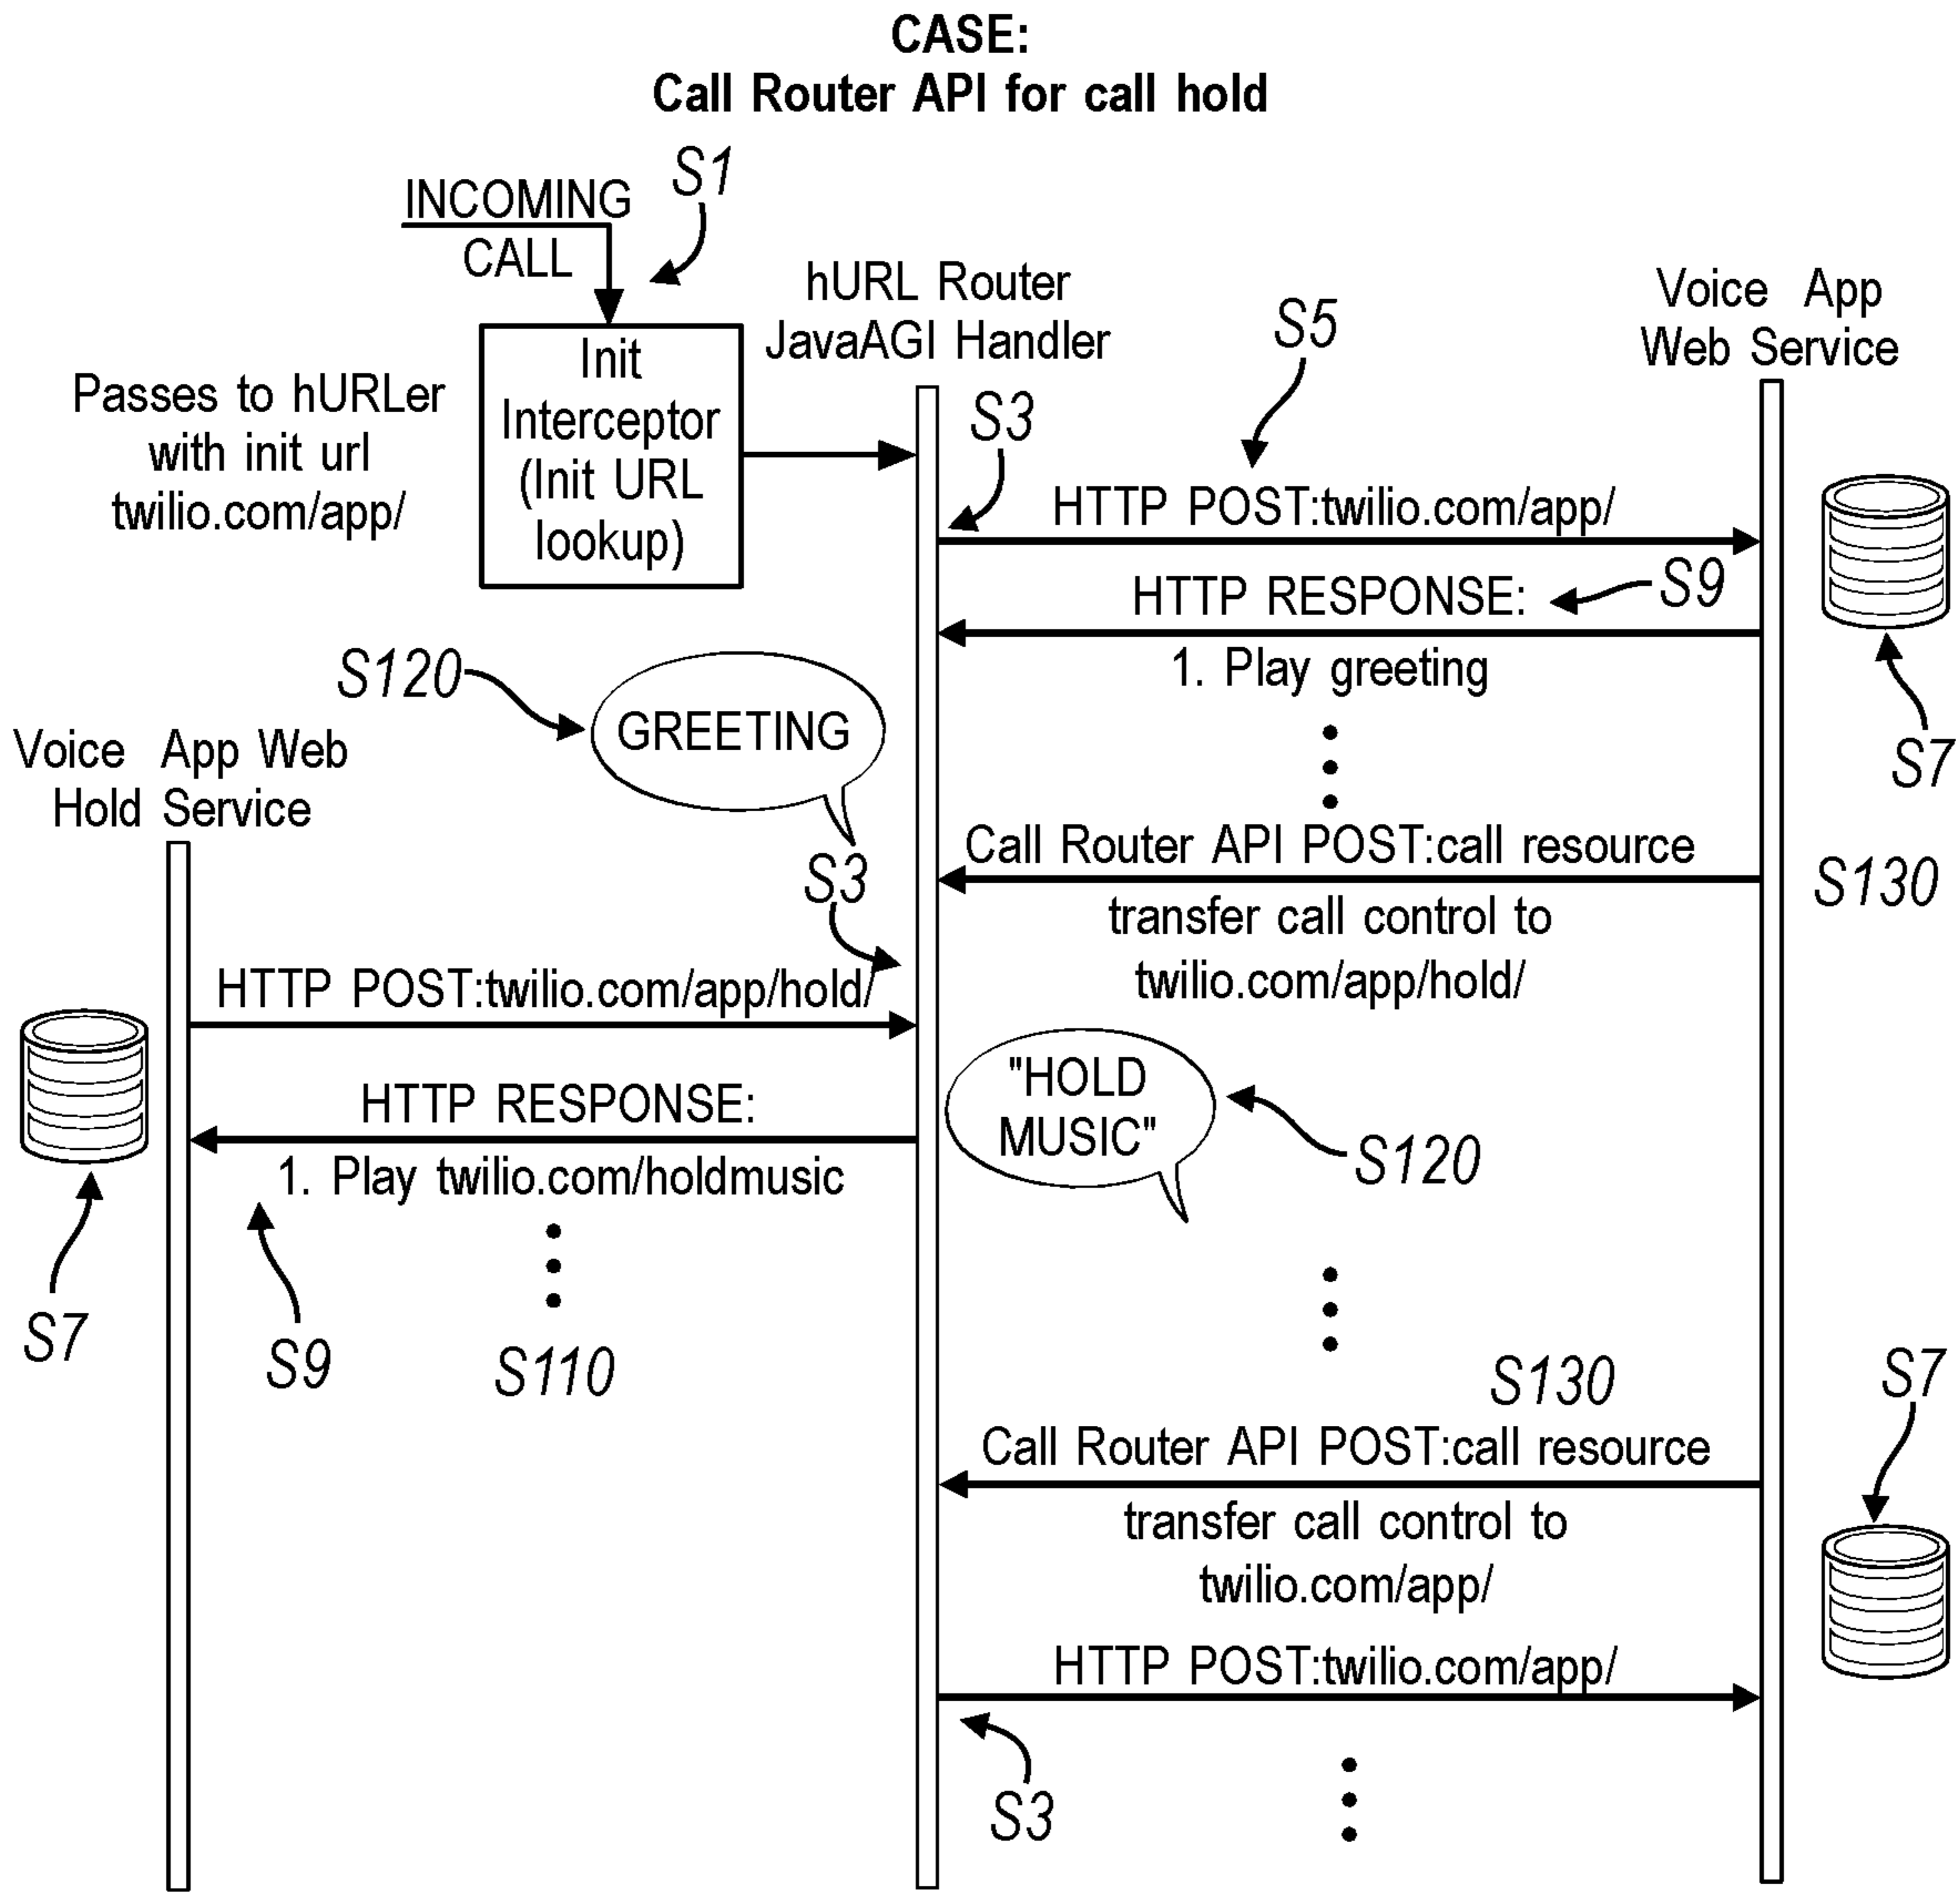 CASE:
Call Router API for call hold
S1
INCOMING
CALL
hURL Router
JavaAGI Handler
Voice App
Web Service
S5
Init
Interceptor
(Init URL
lookup)
Passes to hURLer
with init url
twilio.com/app/
S3
HTTP POST:twilio.com/app/
HTTP RESPONSE:
S9
1. Play greeting
S120
GREETING
S7
Voice App Web
Hold Service
S3
Call Router API POST:call resource
S130
transfer call control to
twilio.com/app/hold/
HTTP POST:twilio.com/app/hold/
"HOLD
MUSIC"
S120
HTTP RESPONSE:
1. Play twilio.com/holdmusic
S7
S9
S110
S130
S7
Call Router API POST:call resource
transfer call control to
twilio.com/app/
HTTP POST:twilio.com/app/
S3